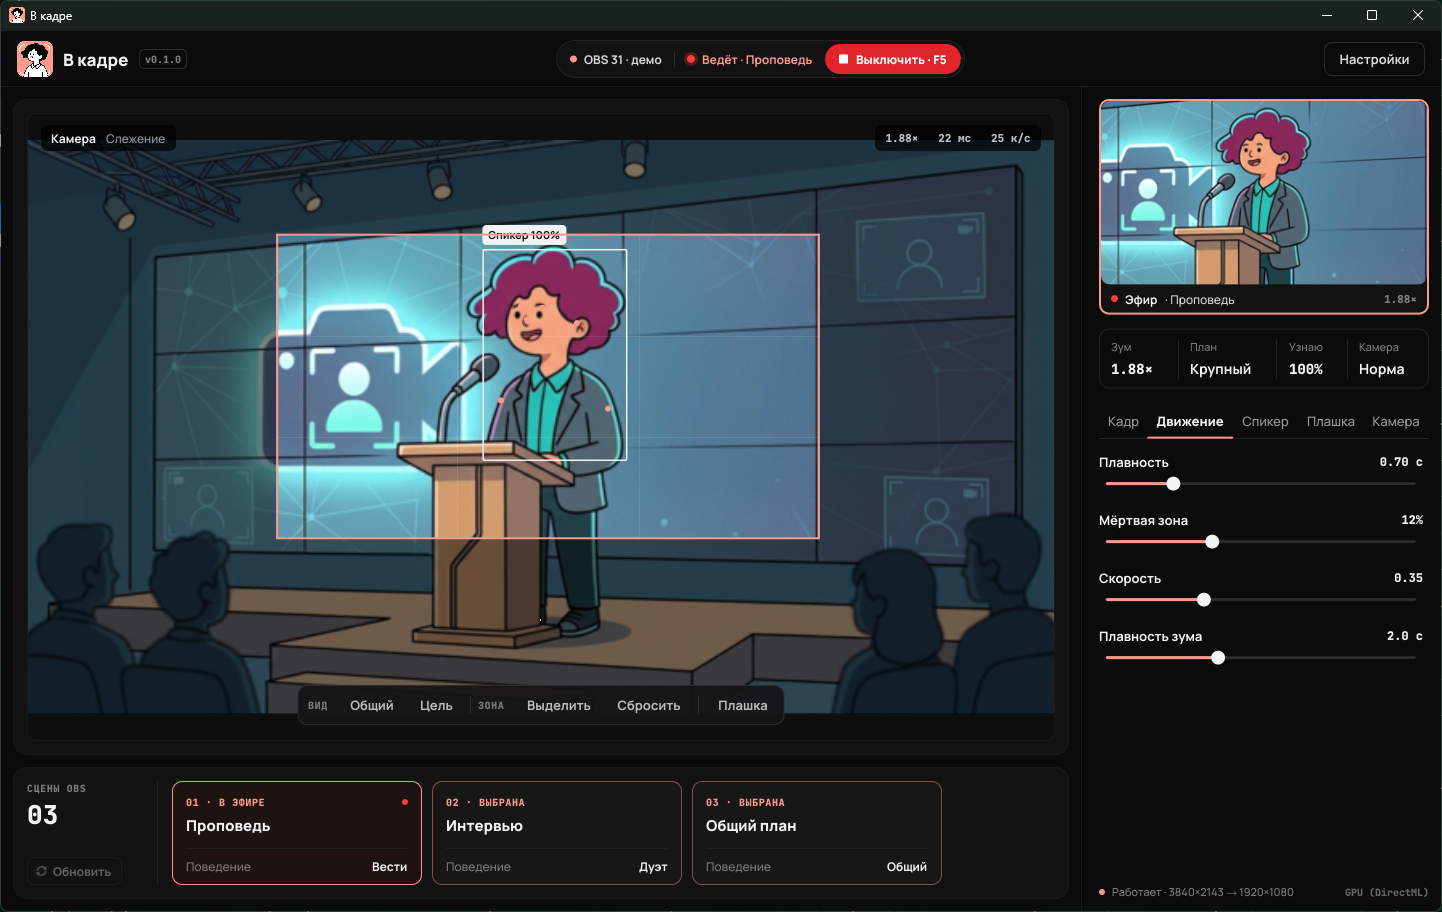 В кадре
В кадре v0.1.0
OBS 31 · демо
Ведёт · Проповедь
Выключить · F5
Настройки
Камера Слежение
1.88× 22 мс 25 к/с
Спикер 100%
ВИД Общий Цель ЗОНА Выделить Сбросить Плашка
СЦЕНЫ OBS
03
Обновить
01 · В ЭФИРЕ
Проповедь
Поведение Вести
02 · ВЫБРАНА
Интервью
Поведение Дуэт
03 · ВЫБРАНА
Общий план
Поведение Общий
Эфир · Проповедь 1.88×
Зум План Узнаю Камера
1.88× Крупный 100% Норма
Кадр Движение Спикер Плашка Камера
Плавность 0.70 с
Мёртвая зона 12%
Скорость 0.35
Плавность зума 2.0 с
Работает · 3840×2143 → 1920×1080 GPU (DirectML)